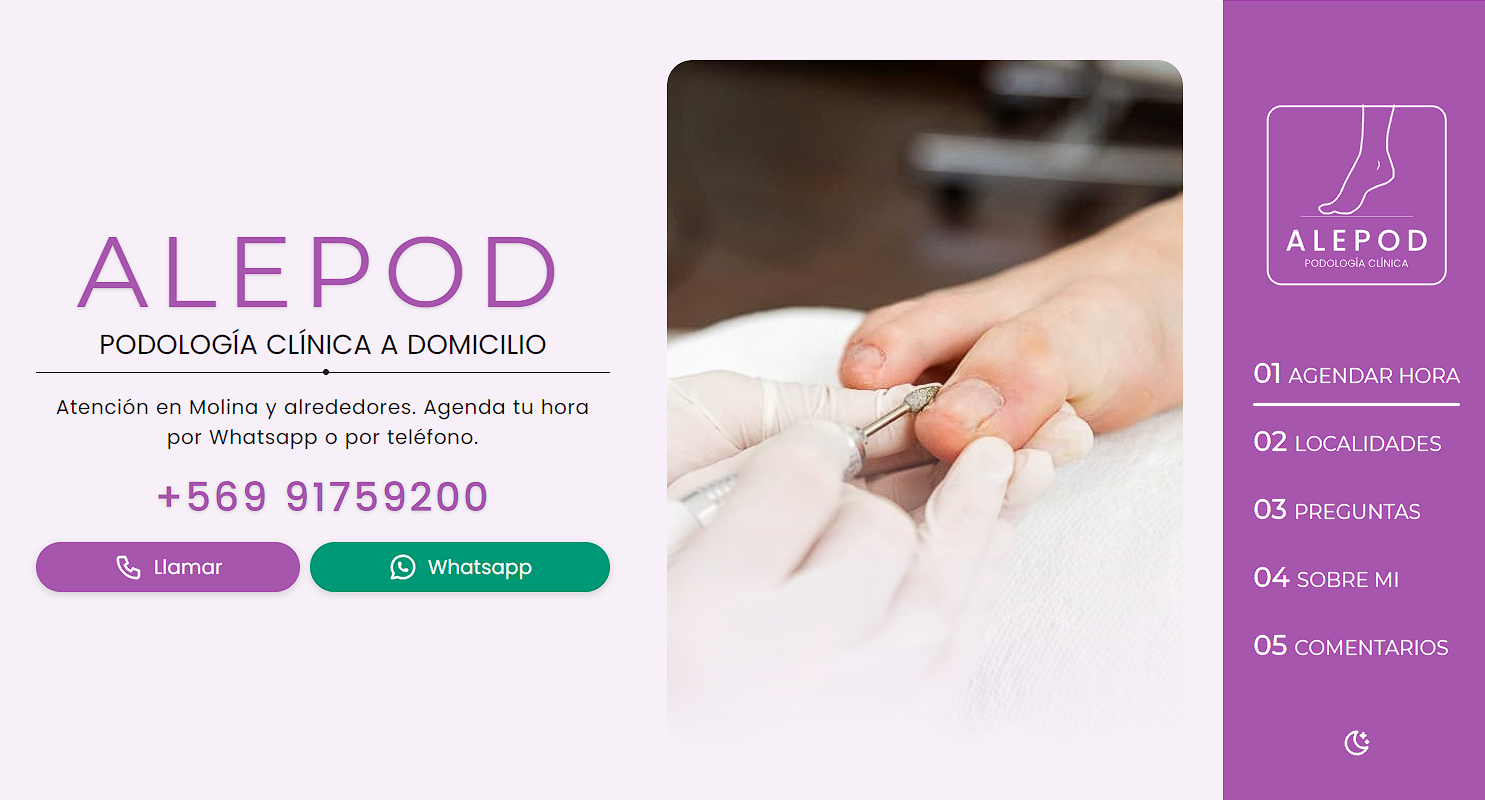 ALEPOD
PODOLOGÍA CLÍNICA A DOMICILIO
Atención en Molina y alrededores. Agenda tu hora
por Whatsapp o por teléfono.
+569 91759200
Llamar
Whatsapp
ALEPOD
PODOLOGÍA CLÍNICA
01 AGENDAR HORA
02 LOCALIDADES
03 PREGUNTAS
04 SOBRE MI
05 COMENTARIOS